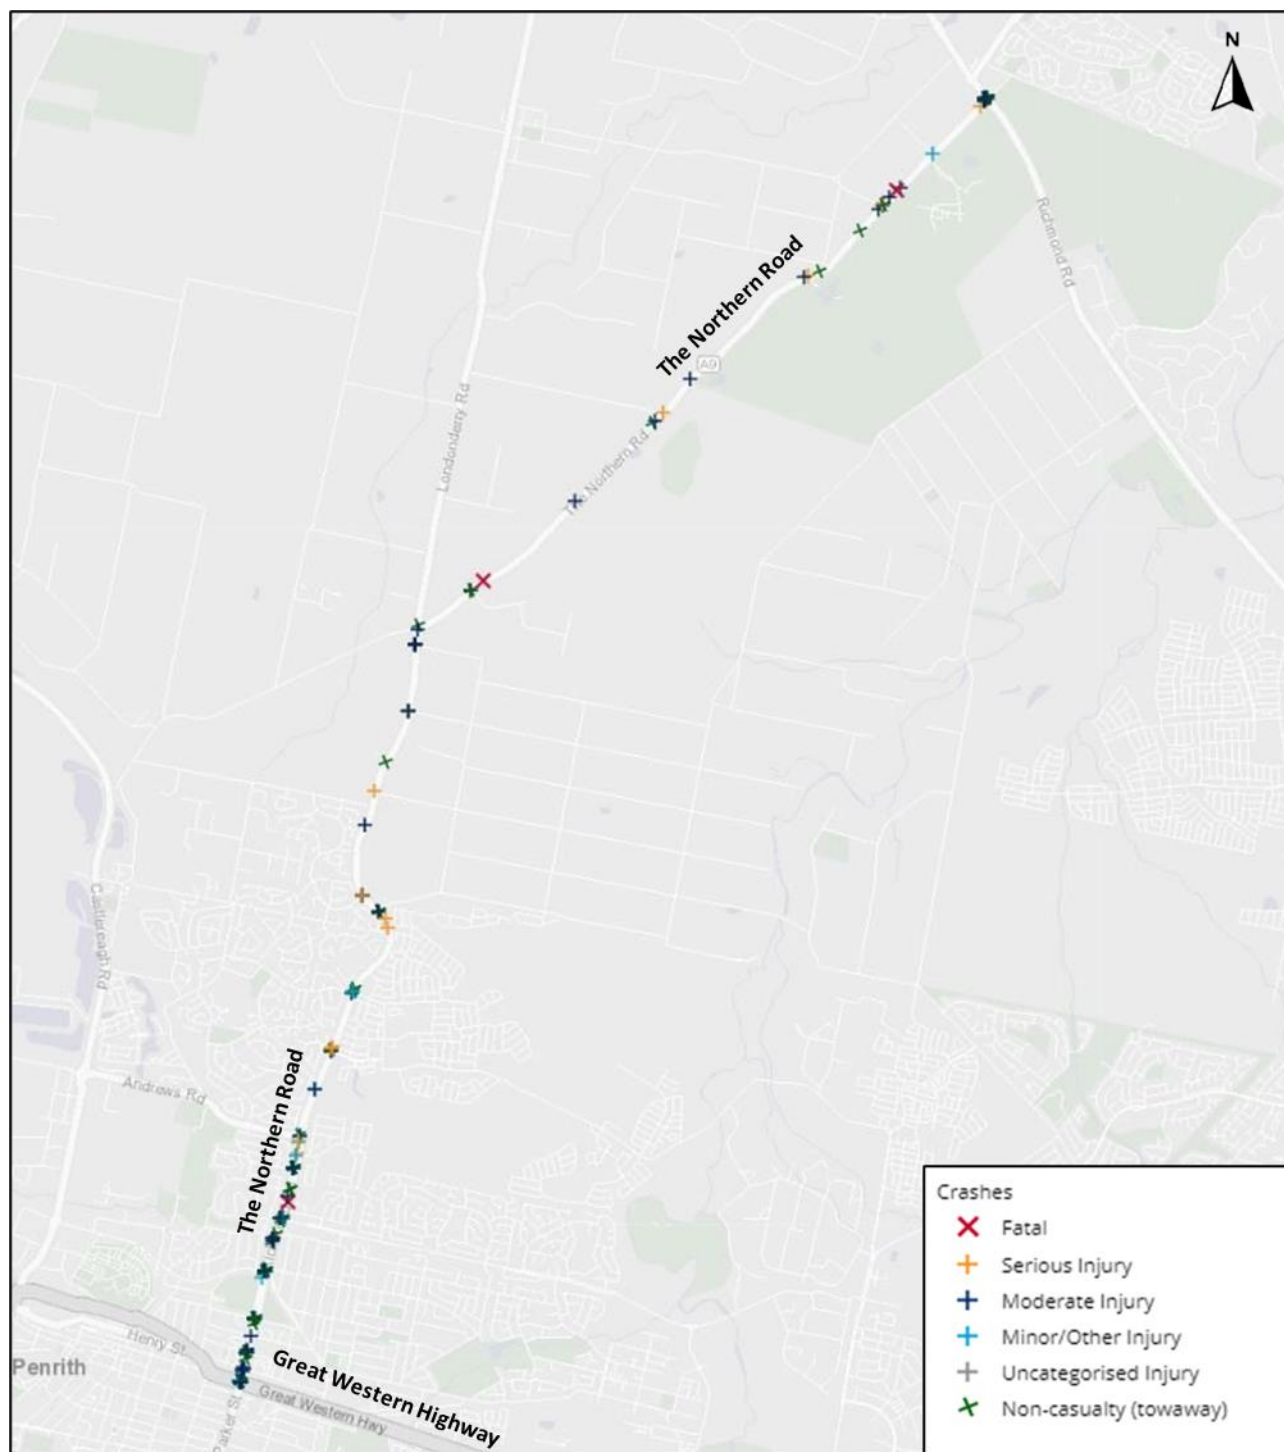 N
Richmond Rd
The Northern Road
A9
Londonderry Rd
The Northern Rd
Castlereagh Rd
Andrews Rd
The Northern Road
Henry St
Penrith
Great Western Highway
Great Western Hwy
Parker St
Crashes
Fatal
Serious Injury
Moderate Injury
Minor/Other Injury
Uncategorised Injury
Non-casualty (towaway)